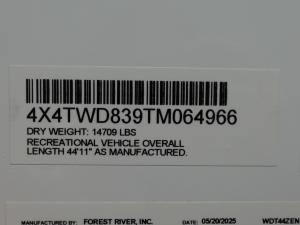 4X4TWD839TM064966
DRY WEIGHT: 14709 LBS
RECREATIONAL VEHICLE OVERALL
LENGTH 44'11" AS MANUFACTURED.
MANUFACTURED BY: FOREST RIVER, INC. DATE: 05/20/2025 WDT44ZEN